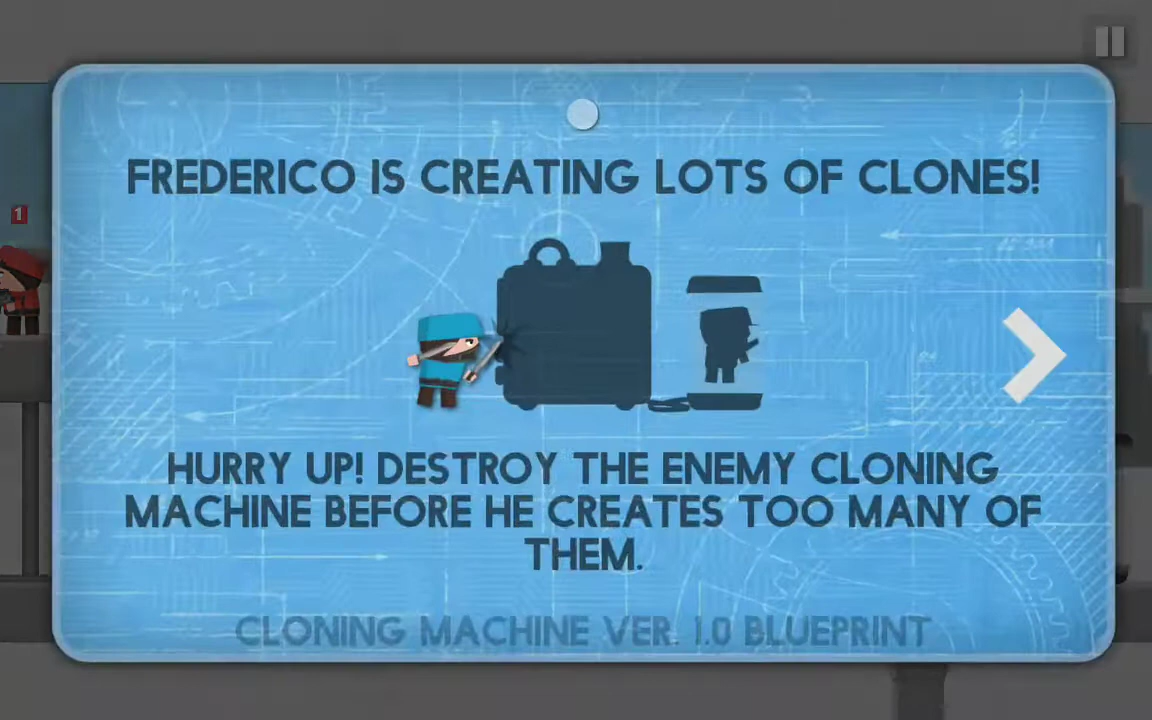 FREDERICO IS CREATING LOTS OF CLONES!
1
HURRY UP! DESTROY THE ENEMY CLONING
MACHINE BEFORE HE CREATES TOO MANY OF
THEM.
CLONING MACHINE VER. 1.0 BLUEPRINT